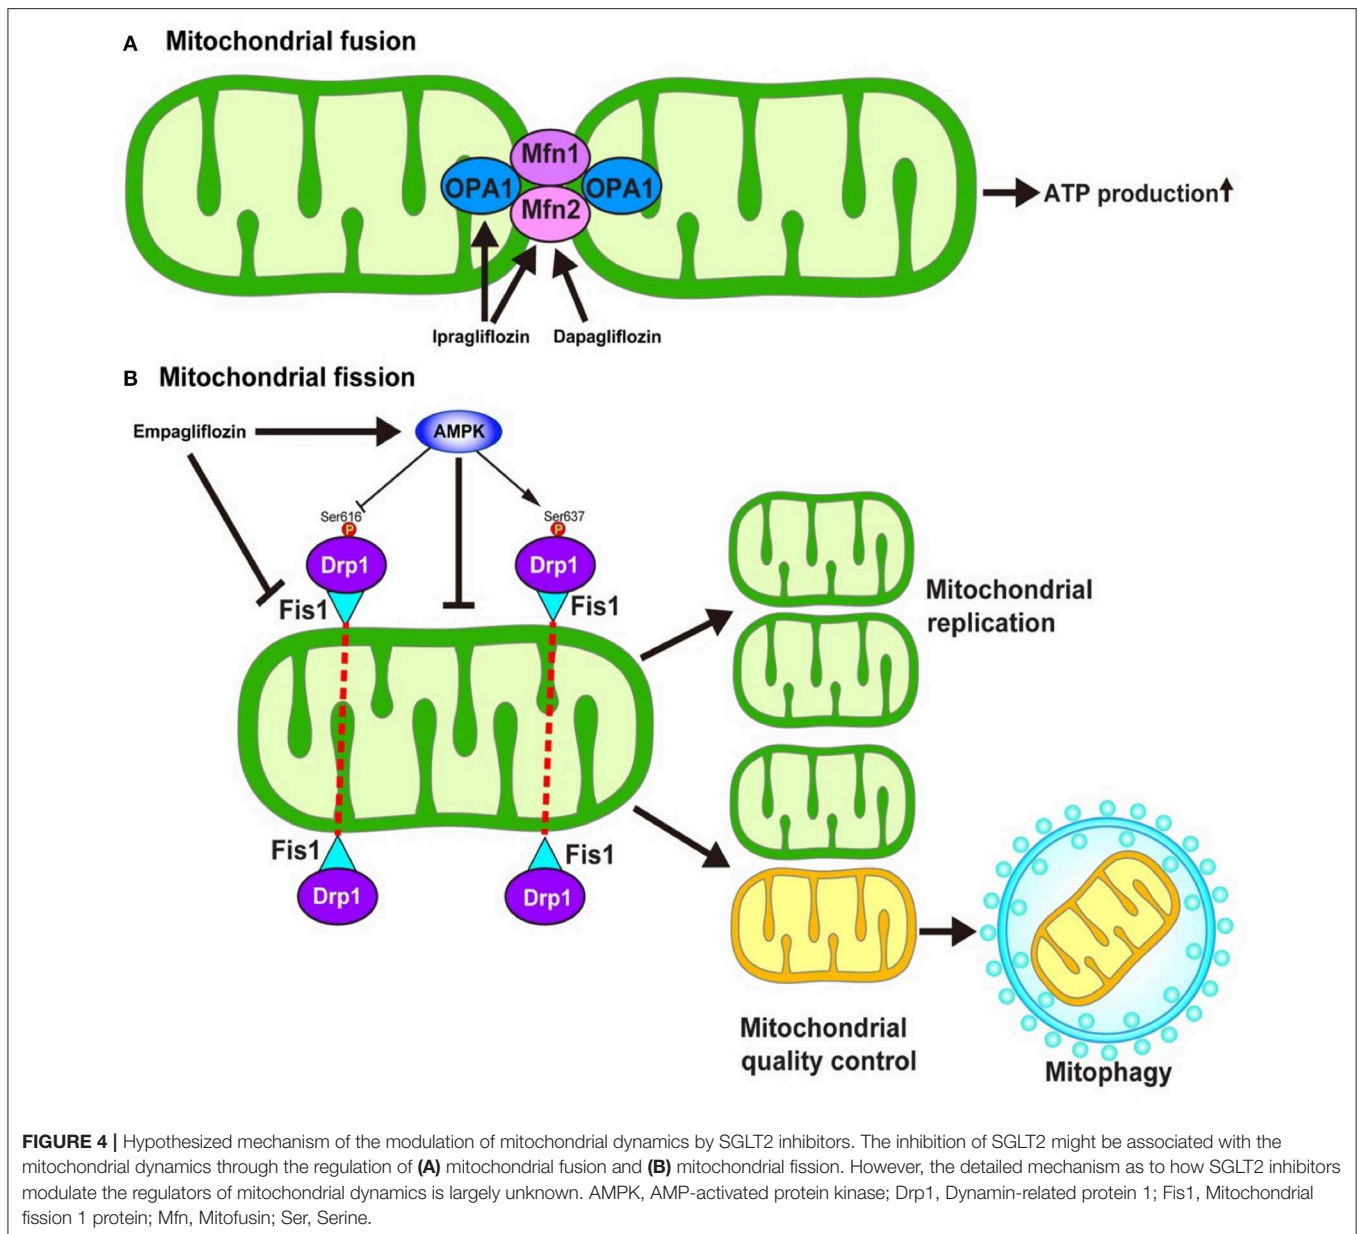 A Mitochondrial fusion
Mfn1
OPA1
OPA1
Mfn2
ATP production↑
Ipragliflozin
Dapagliflozin
B Mitochondrial fission
Empagliflozin
AMPK
Ser616
Ser637
P
P
Drp1
Drp1
Fis1
Fis1
Mitochondrial
replication
Fis1
Fis1
Drp1
Drp1
Mitochondrial
quality control
Mitophagy
FIGURE 4 | Hypothesized mechanism of the modulation of mitochondrial dynamics by SGLT2 inhibitors. The inhibition of SGLT2 might be associated with the
mitochondrial dynamics through the regulation of (A) mitochondrial fusion and (B) mitochondrial fission. However, the detailed mechanism as to how SGLT2 inhibitors
modulate the regulators of mitochondrial dynamics is largely unknown. AMPK, AMP-activated protein kinase; Drp1, Dynamin-related protein 1; Fis1, Mitochondrial
fission 1 protein; Mfn, Mitofusin; Ser, Serine.